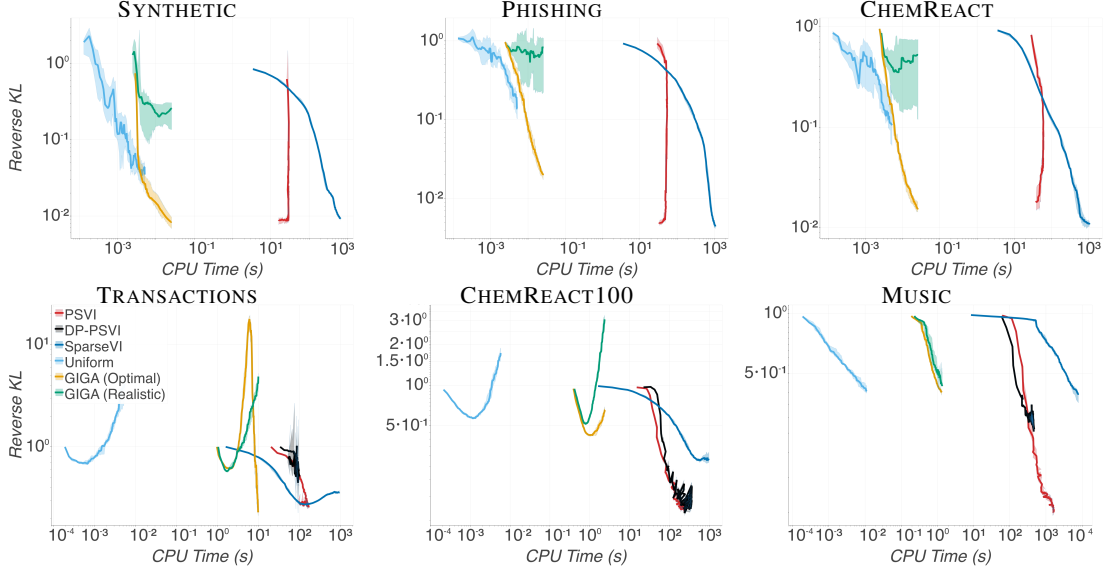 SYNTHETIC
PHISHING
CHEMREACT
Reverse KL
10⁰
10⁻¹
10⁻²
10⁻³ 10⁻¹ 10¹ 10³
CPU Time (s)
10⁰
10⁻¹
10⁻²
10⁻³ 10⁻¹ 10¹ 10³
CPU Time (s)
10⁰
10⁻¹
10⁻²
10⁻³ 10⁻¹ 10¹ 10³
CPU Time (s)
TRANSACTIONS
CHEMREACT100
MUSIC
Reverse KL
10¹
10⁰
PSVI
DP-PSVI
SparseVI
Uniform
GIGA (Optimal)
GIGA (Realistic)
10⁻⁴ 10⁻³ 10⁻¹ 10⁰ 10¹ 10² 10³
CPU Time (s)
3·10⁰
2·10⁰
1.5·10⁰
10⁰
5·10⁻¹
10⁻⁴ 10⁻³ 10⁻¹ 10⁰ 10¹ 10² 10³
CPU Time (s)
10⁰
5·10⁻¹
10⁻⁴ 10⁻³ 10⁻² 10⁻¹ 10⁰ 10¹ 10² 10³ 10⁴
CPU Time (s)